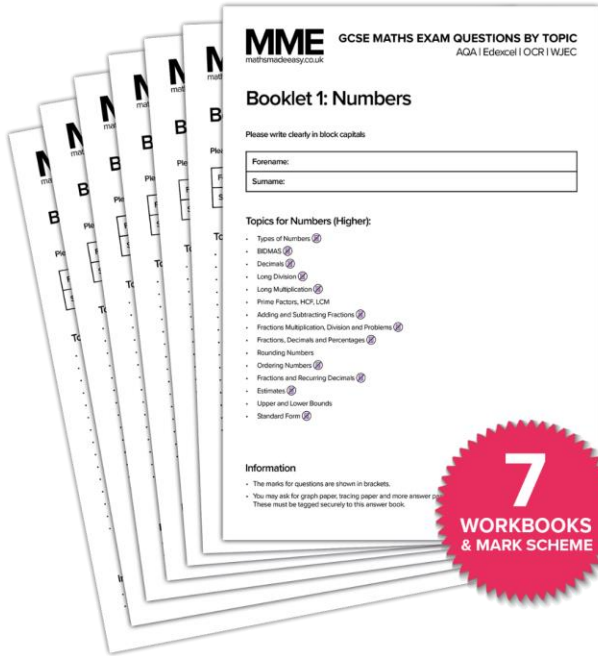 MME
mathsmadeeasy.co.uk
GCSE MATHS EXAM QUESTIONS BY TOPIC
AQA | Edexcel | OCR | WJEC
Booklet 1: Numbers
Please write clearly in block capitals
Forename:
Surname:
Topics for Numbers (Higher):
• Types of Numbers
• BIDMAS
• Decimals
• Long Division
• Long Multiplication
• Prime Factors, HCF, LCM
• Adding and Subtracting Fractions
• Fractions Multiplication, Division and Problems
• Fractions, Decimals and Percentages
• Rounding Numbers
• Ordering Numbers
• Fractions and Recurring Decimals
• Estimates
• Upper and Lower Bounds
• Standard Form
Information
• The marks for questions are shown in brackets.
• You may ask for graph paper, tracing paper and more answer
These must be tagged securely to this answer book.
7
WORKBOOKS
& MARK SCHEME